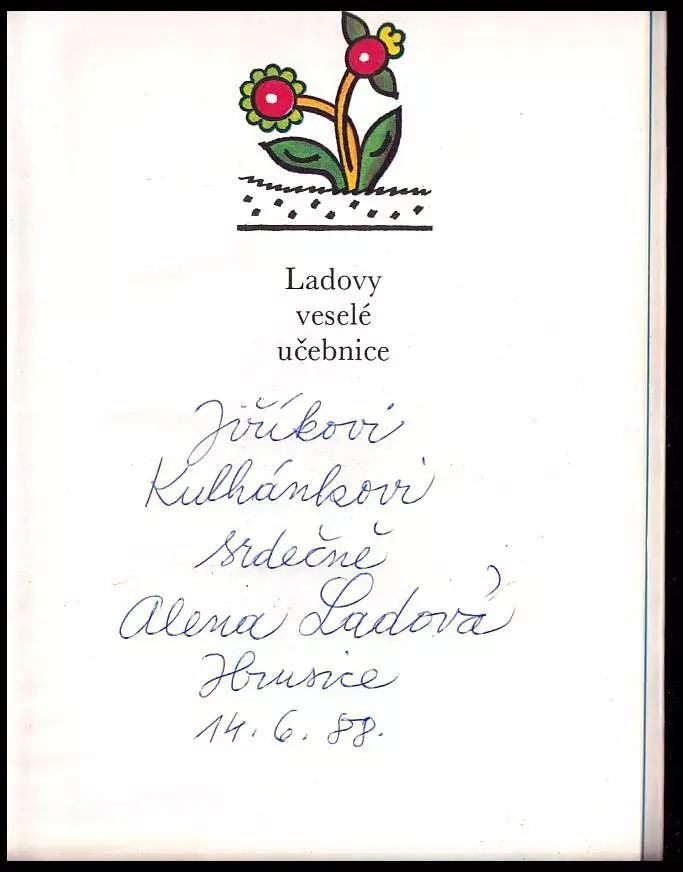 Ladovy
veselé
učebnice
Jiříkovi
Kulhánkovi
srdečně
Alena Ladová
Hrusice
14. 6. 88.